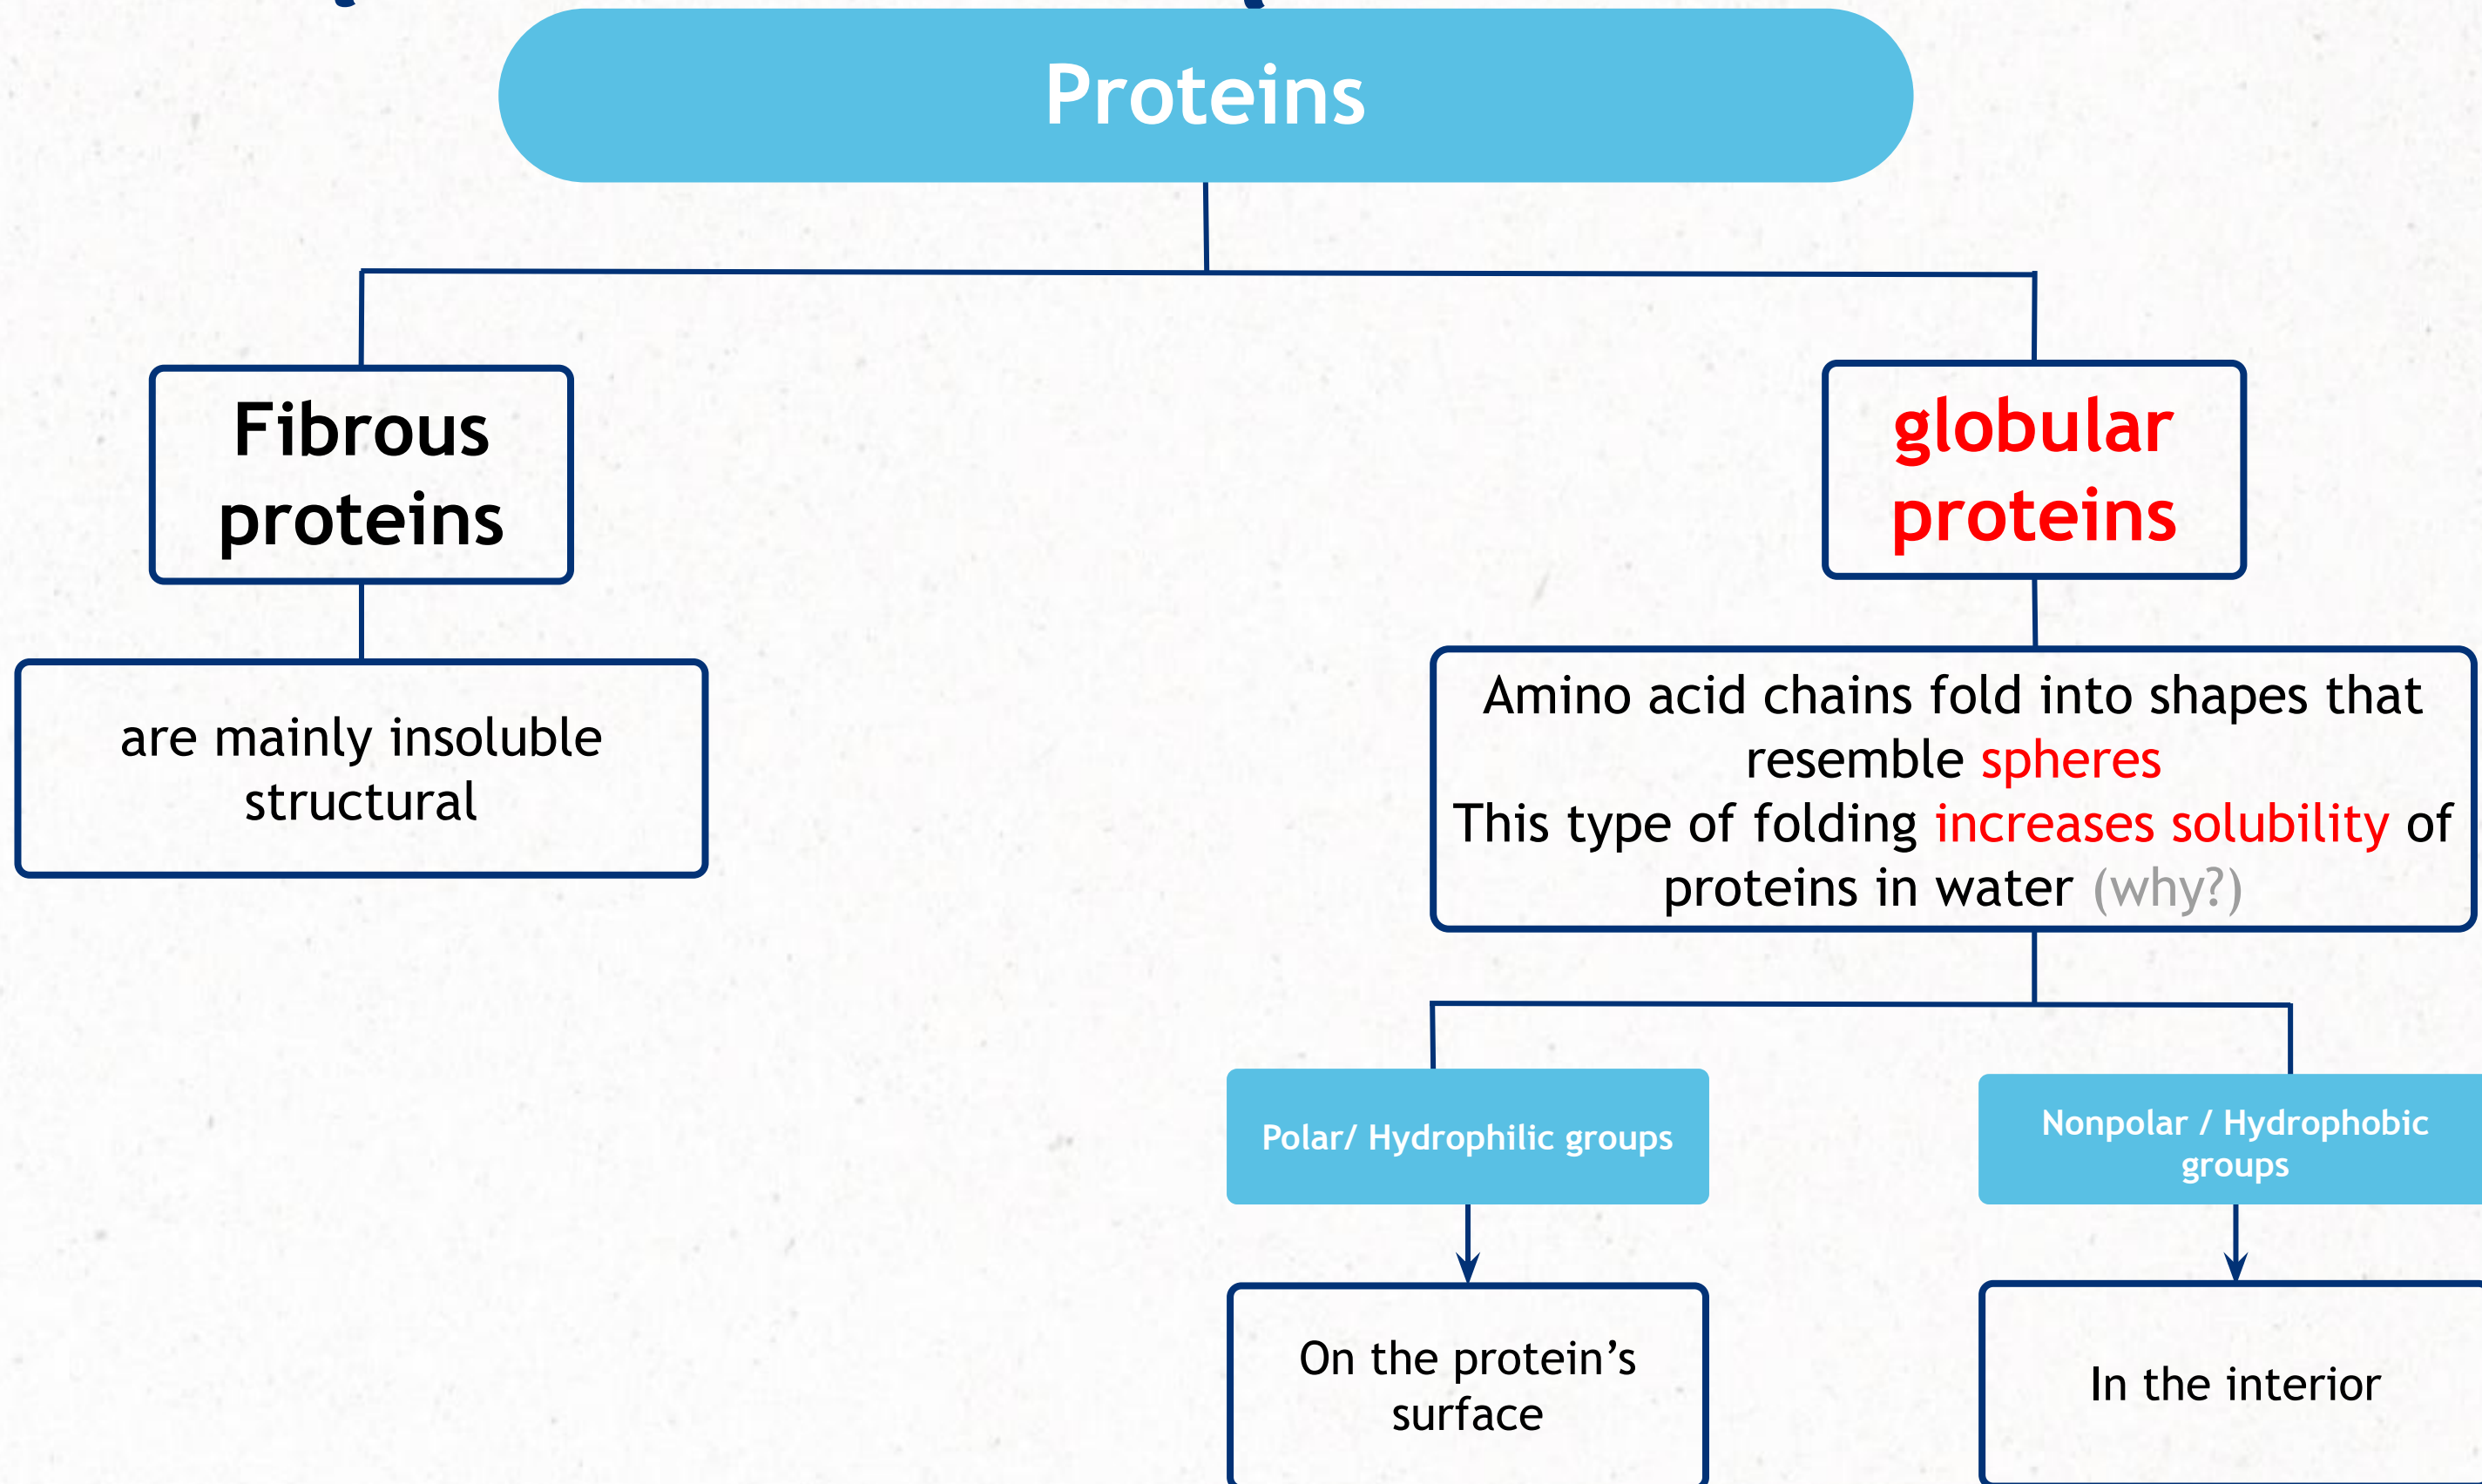 Proteins
Fibrous
proteins
globular
proteins
are mainly insoluble
structural
Amino acid chains fold into shapes that
resemble spheres
This type of folding increases solubility of
proteins in water (why?)
Polar/ Hydrophilic groups
Nonpolar / Hydrophobic
groups
On the protein’s
surface
In the interior